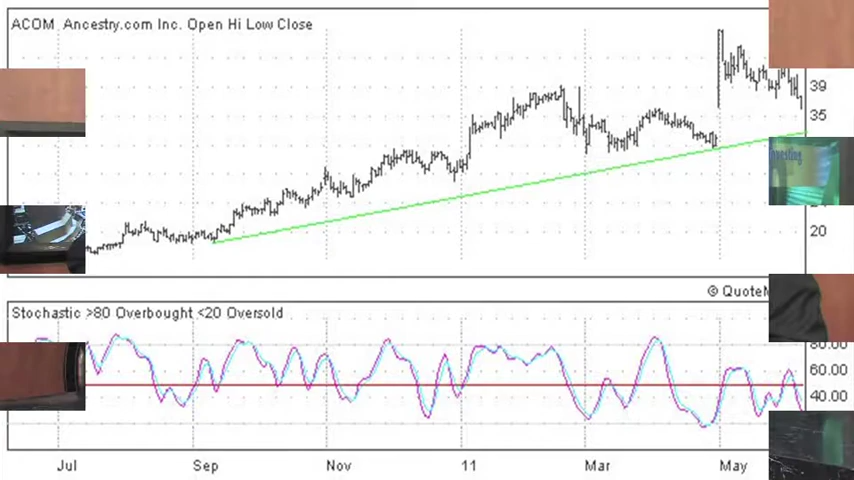 ACOM Ancestry.com Inc. Open Hi Low Close
39
35
20
© Quote
Stochastic >80 Overbought <20 Oversold
80.00
60.00
40.00
Jul Sep Nov 11 Mar May